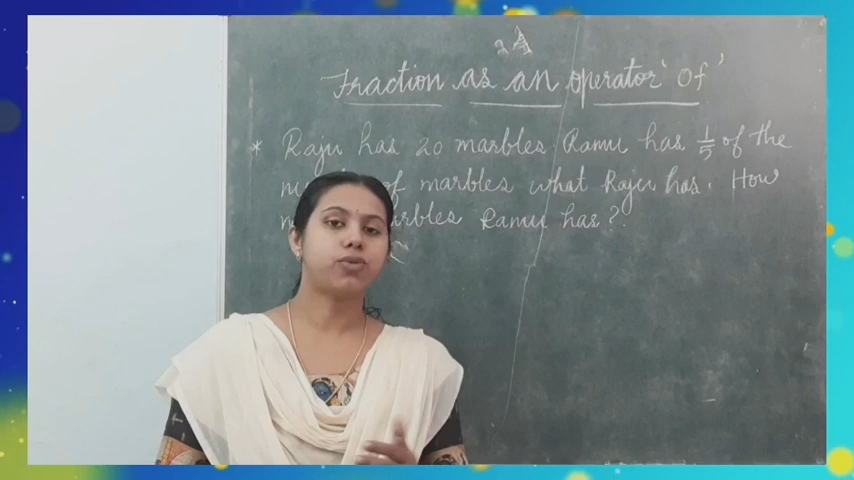 Fraction as an operator 'Of'
* Raju has 20 marbles Ramu has 1/5 of the
of marbles what Raju has. How
Ramu has?